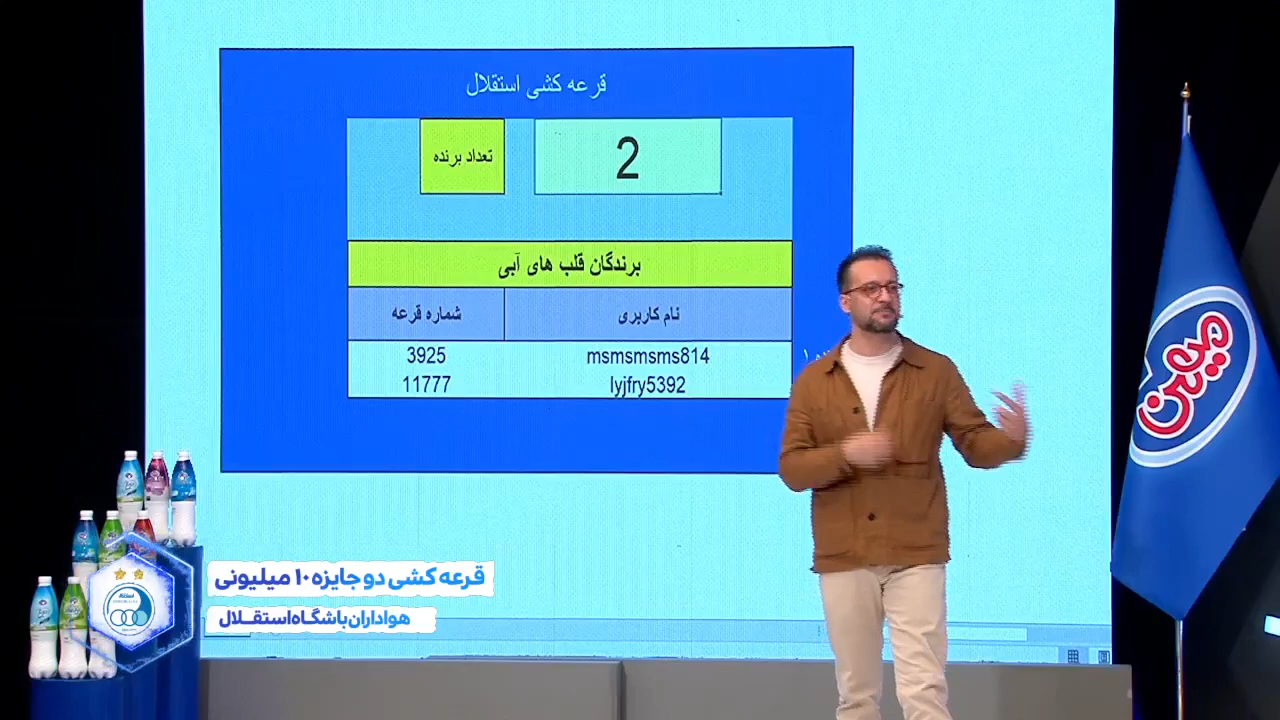 قرعه کشی استقلال
2
تعداد برنده
برندگان قلب های آبی
نام کاربری
شماره قرعه
msmsmsms814
3925
lyjfry5392
11777
میهن
قرعه کشی دو جایزه ۱۰ میلیونی
هواداران باشگاه استقلال